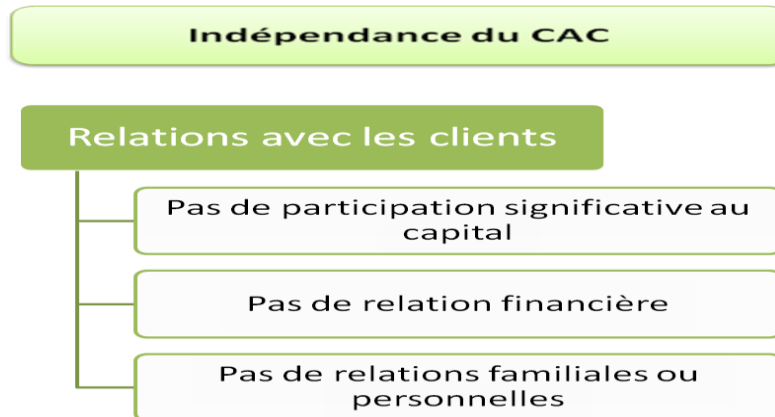 Indépendance du CAC
Relations avec les clients
Pas de participation significative au
capital
Pas de relation financière
Pas de relations familiales ou
personnelles